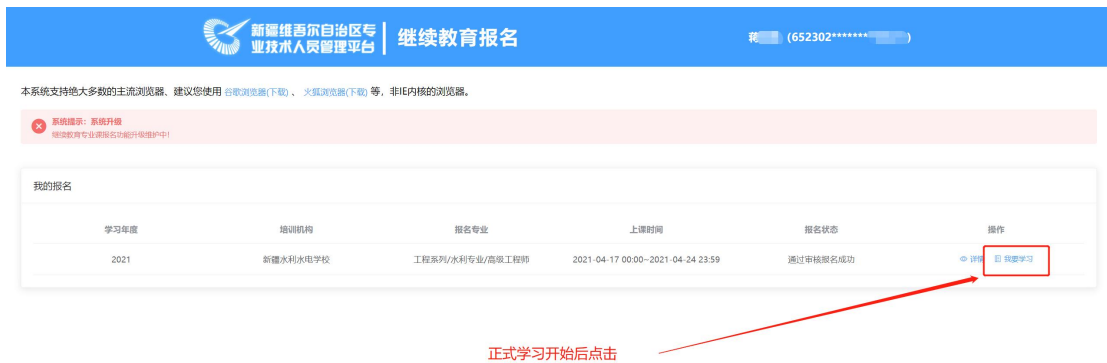 新疆维吾尔自治区专
业技术人员管理平台
继续教育报名
蒋 (652302******* )
本系统支持绝大多数的主流浏览器、建议您使用 谷歌浏览器(下载) 、 火狐浏览器(下载) 等，非IE内核的浏览器。
系统提示：系统升级
继续教育专业课报名功能升级维护中！
我的报名
学习年度 培训机构 报名专业 上课时间 报名状态 操作
2021 新疆水利水电学校 工程系列/水利专业/高级工程师 2021-04-17 00:00~2021-04-24 23:59 通过审核报名成功 详情 我要学习
正式学习开始后点击